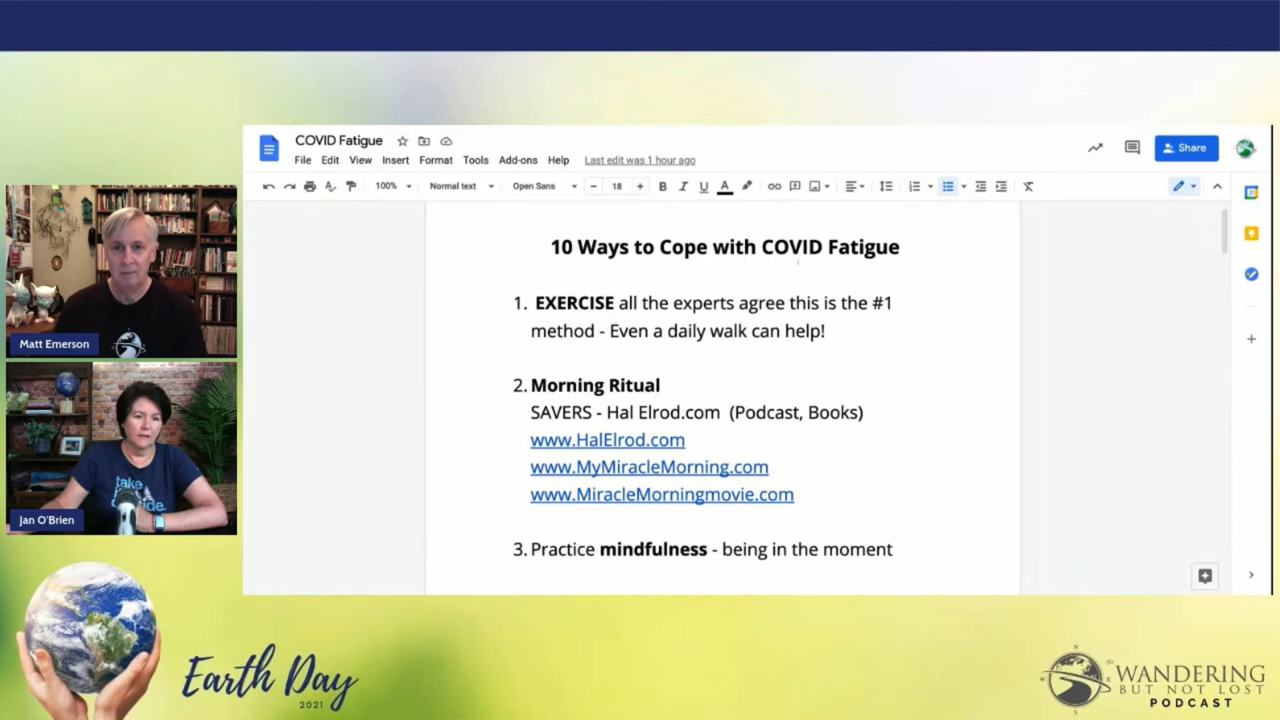 COVID Fatigue
File Edit View Insert Format Tools Add-ons Help Last edit was 1 hour ago
Share
100% Normal text Open Sans 18 B I U A
10 Ways to Cope with COVID Fatigue
1. EXERCISE all the experts agree this is the #1
method - Even a daily walk can help!
2. Morning Ritual
SAVERS - Hal Elrod.com (Podcast, Books)
www.HalElrod.com
www.MyMiracleMorning.com
www.MiracleMorningmovie.com
3. Practice mindfulness - being in the moment
Matt Emerson
take
Jan O'Brien
Earth Day
2021
N
The
WANDERING
BUT NOT LOST
PODCAST